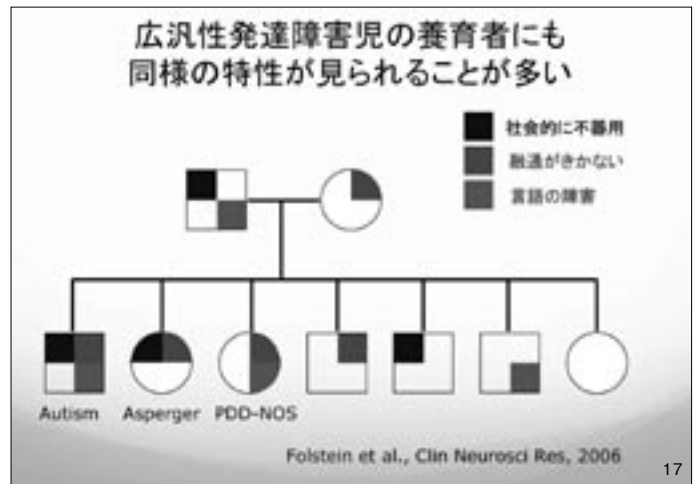 広汎性発達障害児の養育者にも
同様の特性が見られることが多い
社会的に不器用
融通がきかない
言語の障害
Autism
Asperger
PDD-NOS
Folstein et al., Clin Neurosci Res, 2006
17